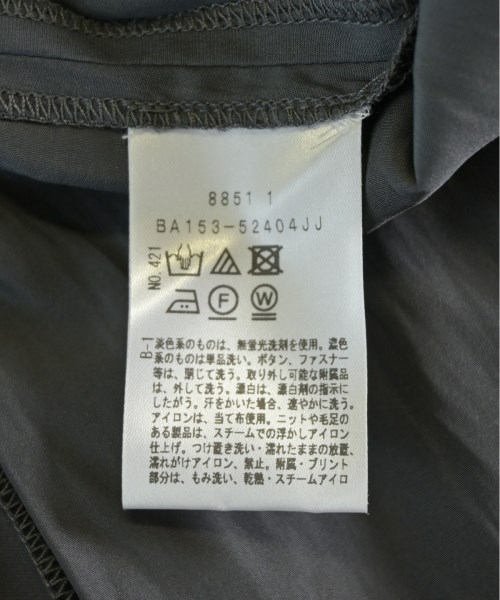 8851 1
BA153-52404JJ
NO.421
F
W
B-1
淡色系のものは、無蛍光洗剤を使用。濃色
系のものは単品洗い。ボタン、ファスナー
等は、閉じて洗う。取り外し可能な附属品
は、外して洗う。漂白は、漂白剤の指示に
したがう。汗をかいた場合、速やかに洗う。
アイロンは、当て布使用。ニットや毛足の
ある製品は、スチームでの浮かしアイロン
仕上げ。つけ置き洗い・濡れたままの放置、
濡れがけアイロン、禁止。附属・プリント
部分は、もみ洗い、乾熱・スチームアイロ